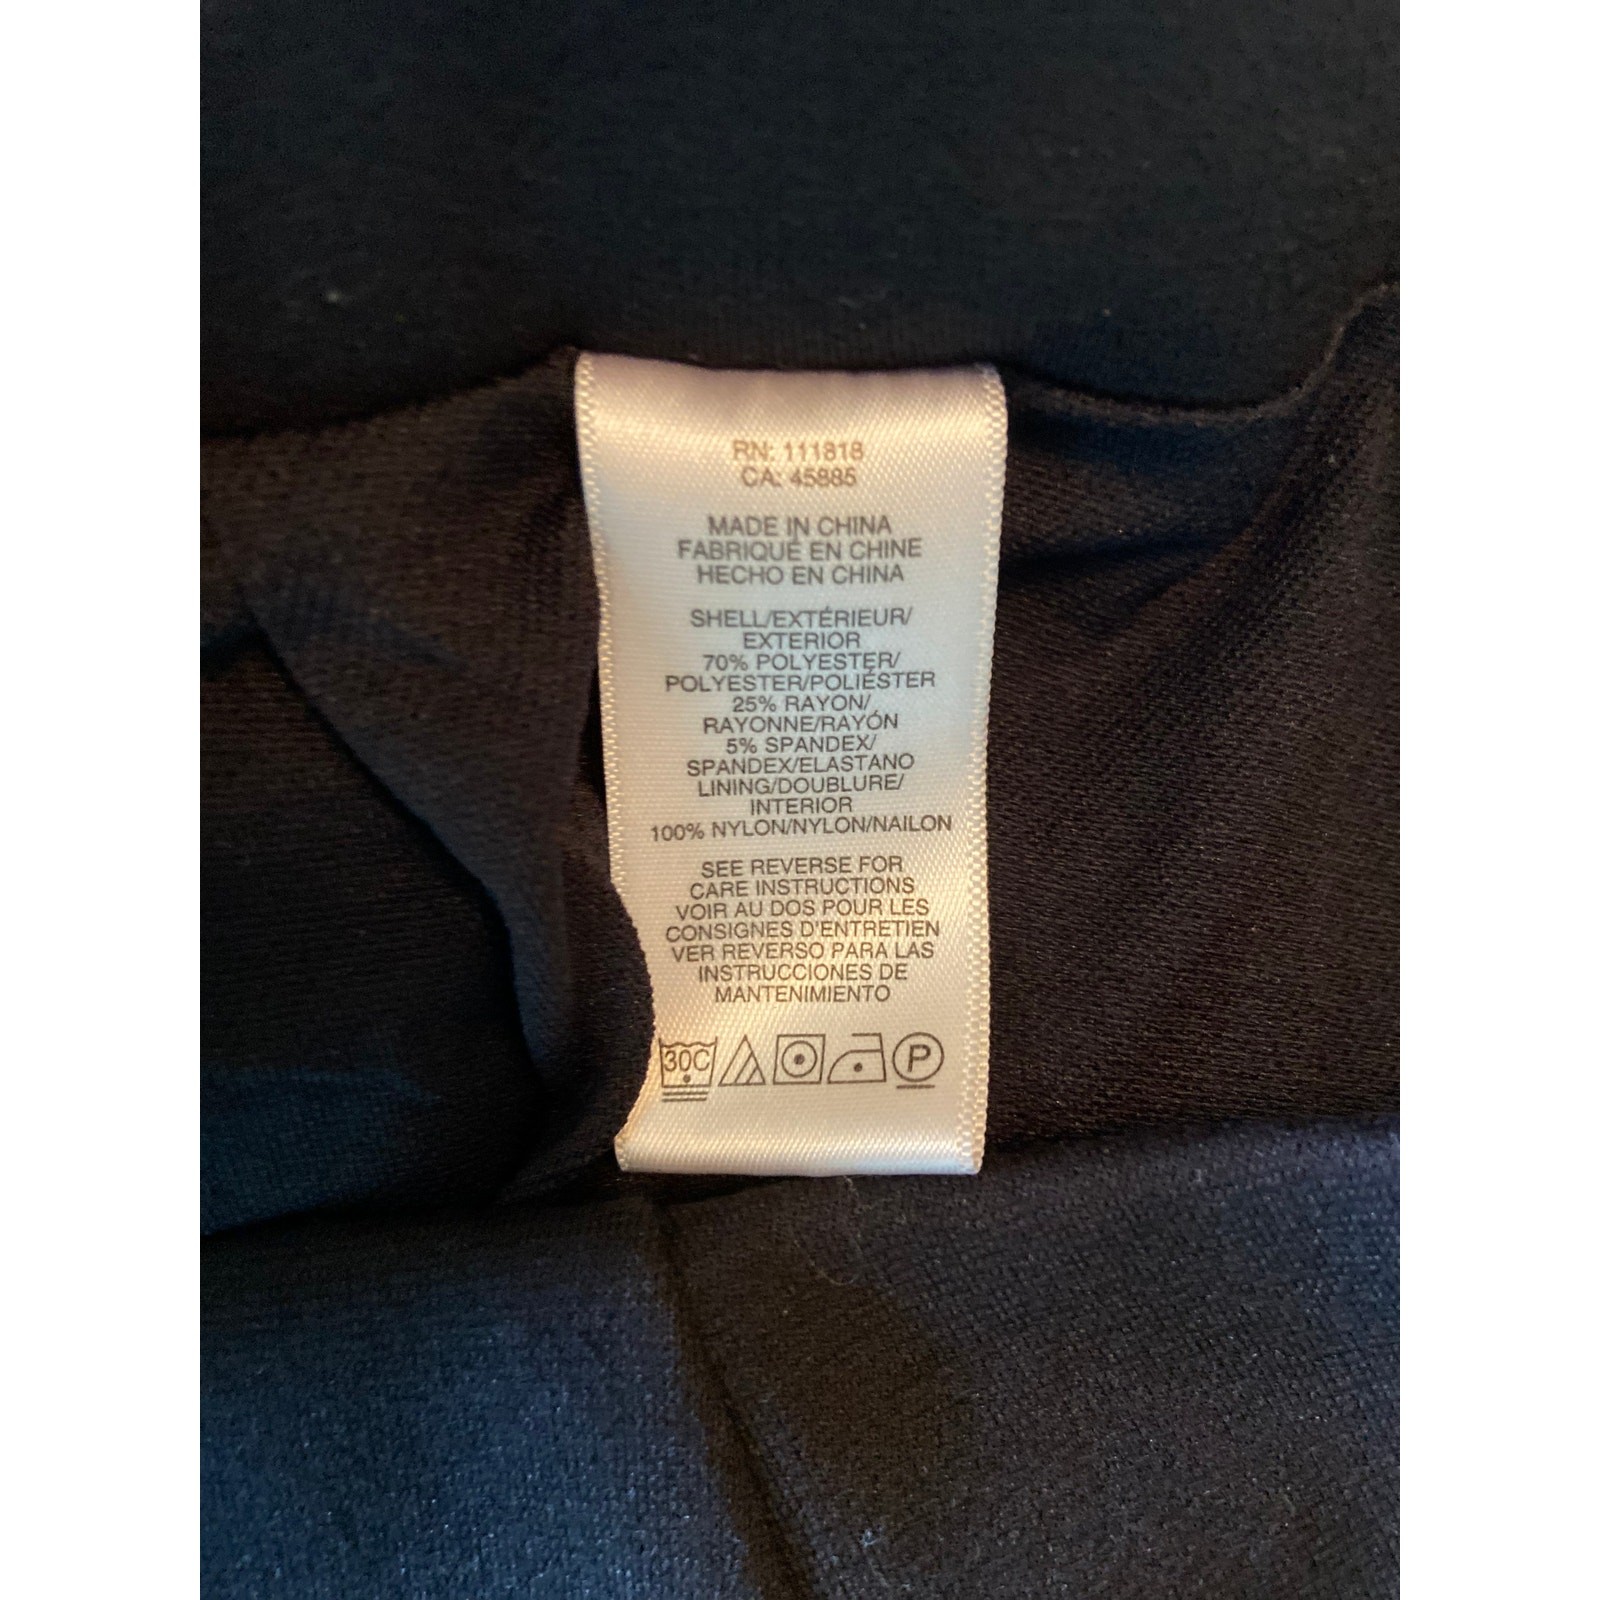 RN: 111818
CA: 45885
MADE IN CHINA
FABRIQUÉ EN CHINE
HECHO EN CHINA
SHELL/EXTÉRIEUR/
EXTERIOR
70% POLYESTER/
POLYESTER/POLIÉSTER
25% RAYON/
RAYONNE/RAYÓN
5% SPANDEX/
SPANDEX/ELASTANO
LINING/DOUBLURE/
INTERIOR
100% NYLON/NYLON/NAILON
SEE REVERSE FOR
CARE INSTRUCTIONS
VOIR AU DOS POUR LES
CONSIGNES D'ENTRETIEN
VER REVERSO PARA LAS
INSTRUCCIONES DE
MANTENIMIENTO
30C P